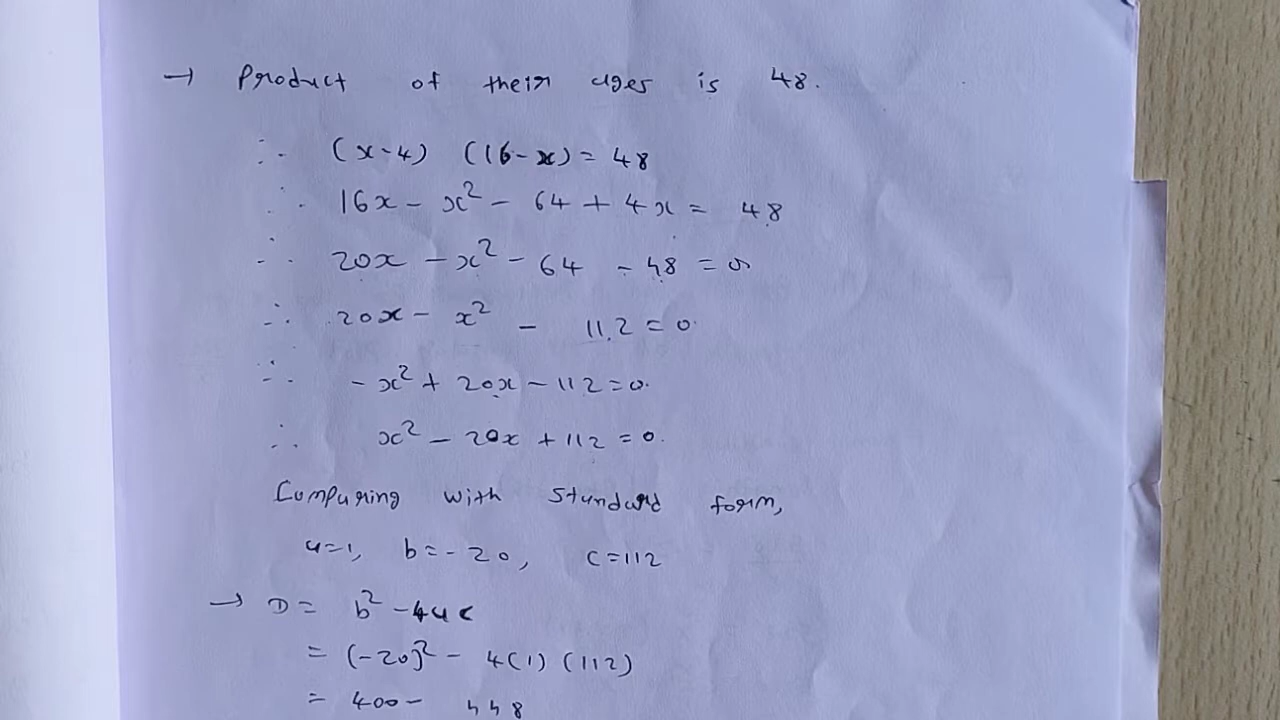 → Product of their ages is 48.
∴ (x-4) (16-x) = 48
∴ 16x - x² - 64 + 4x = 48
∴ 20x - x² - 64 - 48 = 0
∴ 20x - x² - 112 = 0.
∴ -x² + 20x - 112 = 0.
∴ x² - 20x + 112 = 0.
Comparing with standard form,
a=1, b=-20, c=112
→ D = b² - 4ac
= (-20)² - 4(1) (112)
= 400 - 448